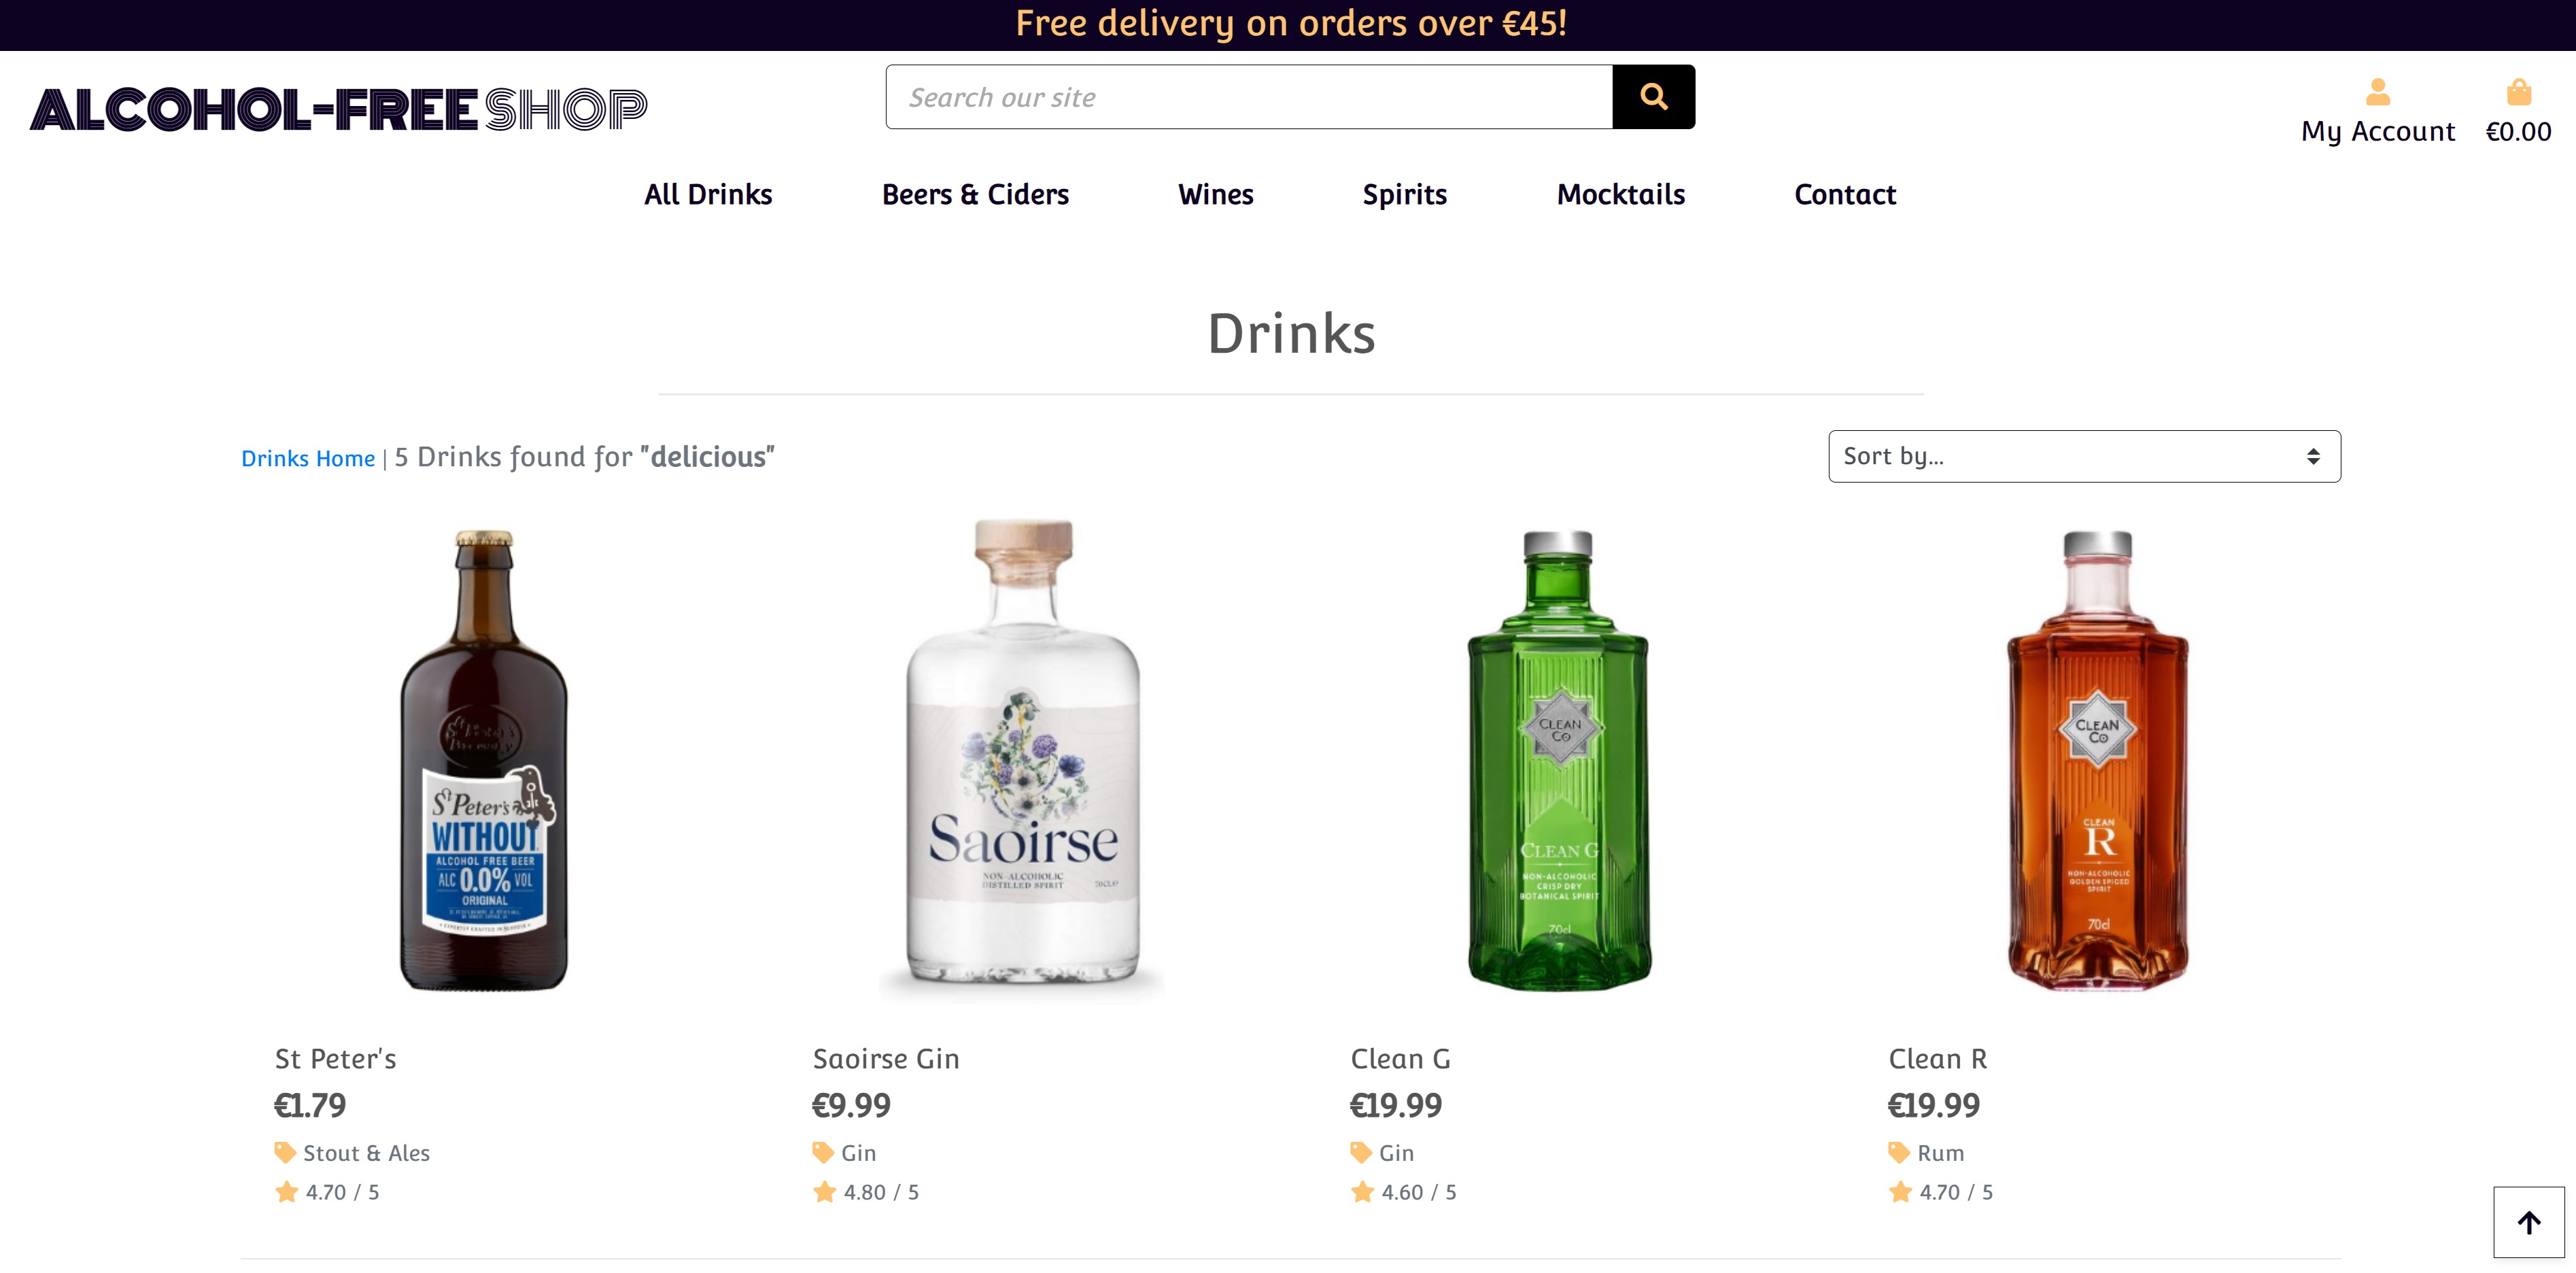 Free delivery on orders over €45!
ALCOHOL-FREE SHOP
Search our site
My Account
€0.00
All Drinks
Beers & Ciders
Wines
Spirits
Mocktails
Contact
Drinks
Drinks Home | 5 Drinks found for "delicious"
Sort by...
St Peter's
WITHOUT
ALCOHOL FREE BEER
ALC 0.0% VOL
ORIGINAL
Saoirse
NON-ALCOHOLIC
DISTILLED SPIRIT
70CL
CLEAN
CO
CLEAN G
NON-ALCOHOLIC
CRISP DRY
BOTANICAL SPIRIT
70cl
CLEAN
CO
CLEAN
R
NON-ALCOHOLIC
GOLDEN SPICED
SPIRIT
70cl
St Peter's
€1.79
Stout & Ales
4.70 / 5
Saoirse Gin
€9.99
Gin
4.80 / 5
Clean G
€19.99
Gin
4.60 / 5
Clean R
€19.99
Rum
4.70 / 5